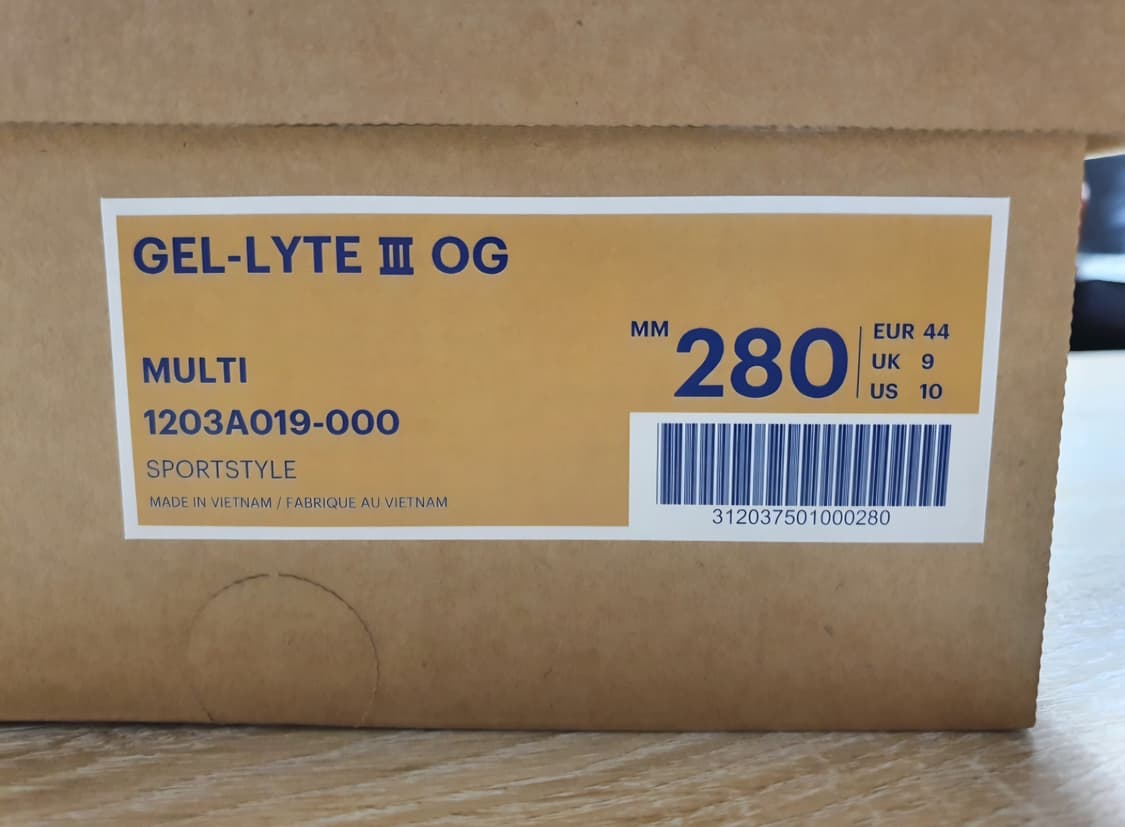 GEL-LYTE III OG
MULTI
1203A019-000
SPORTSTYLE
MADE IN VIETNAM / FABRIQUE AU VIETNAM
MM 280
EUR 44
UK 9
US 10
312037501000280